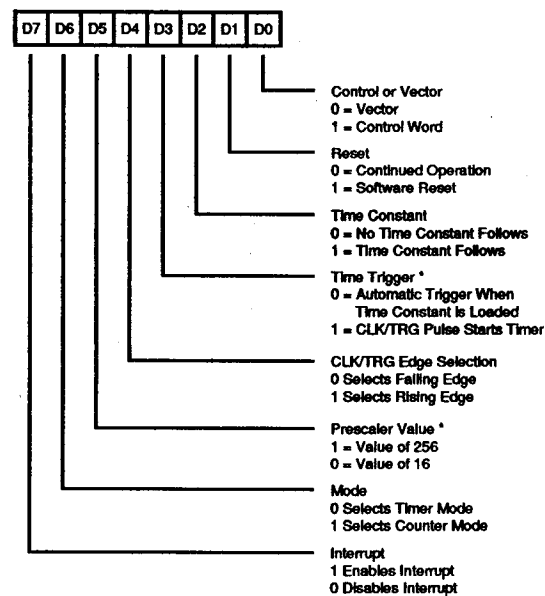 D7 D6 D5 D4 D3 D2 D1 D0
Control or Vector
0 = Vector
1 = Control Word
Reset
0 = Continued Operation
1 = Software Reset
Time Constant
0 = No Time Constant Follows
1 = Time Constant Follows
Time Trigger *
0 = Automatic Trigger When
Time Constant is Loaded
1 = CLK/TRG Pulse Starts Timer
CLK/TRG Edge Selection
0 Selects Falling Edge
1 Selects Rising Edge
Prescaler Value *
1 = Value of 256
0 = Value of 16
Mode
0 Selects Timer Mode
1 Selects Counter Mode
Interrupt
1 Enables Interrupt
0 Disables Interrupt